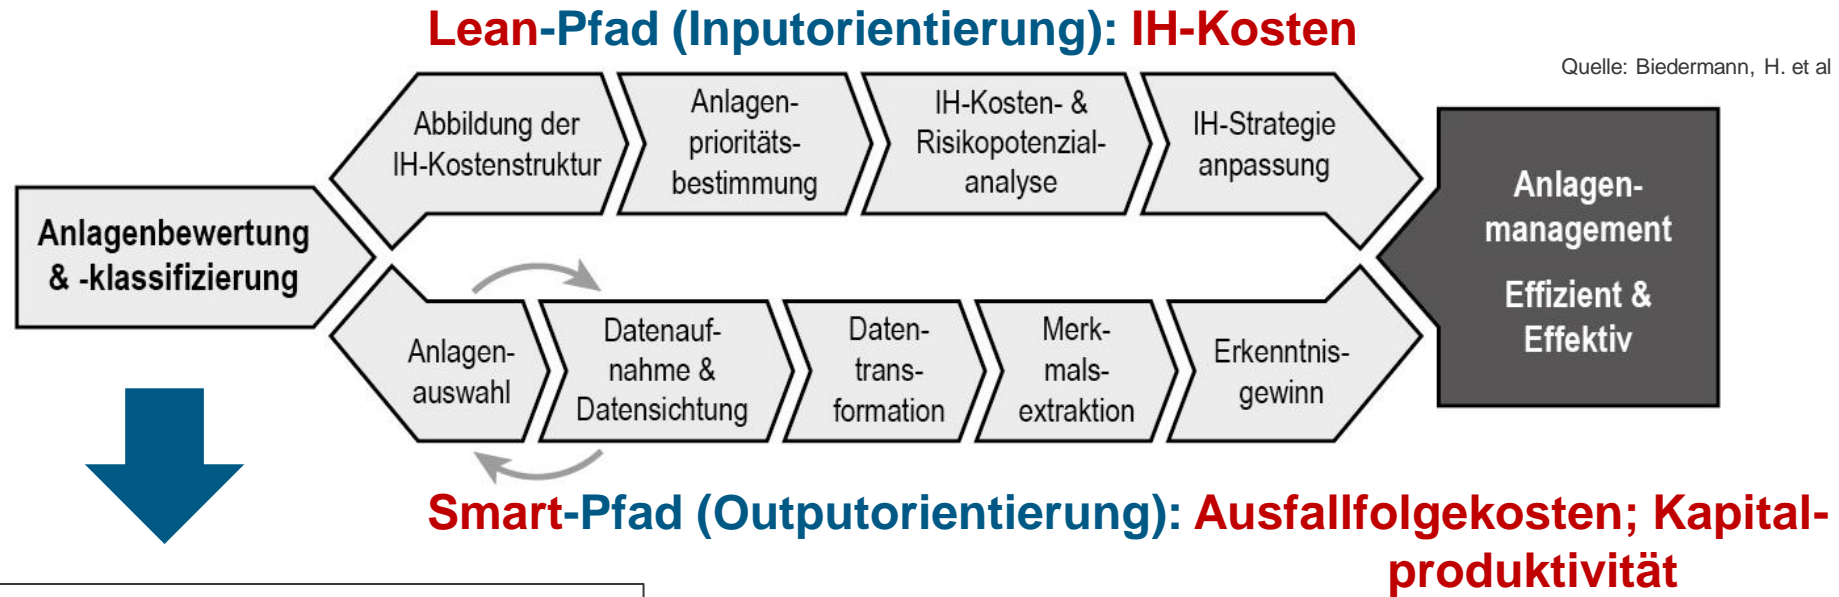 Lean-Pfad (Inputorientierung): IH-Kosten
Quelle: Biedermann, H. et al
Abbildung der
IH-Kostenstruktur
Anlagen-
prioritäts-
bestimmung
IH-Kosten- &
Risikopotenzial-
analyse
IH-Strategie
anpassung
Anlagenbewertung
& -klassifizierung
Anlagen-
management
Effizient &
Effektiv
Anlagen-
auswahl
Datenauf-
nahme &
Datensichtung
Daten-
trans-
formation
Merk-
mals-
extraktion
Erkenntnis-
gewinn
Smart-Pfad (Outputorientierung): Ausfallfolgekosten; Kapital-
produktivität